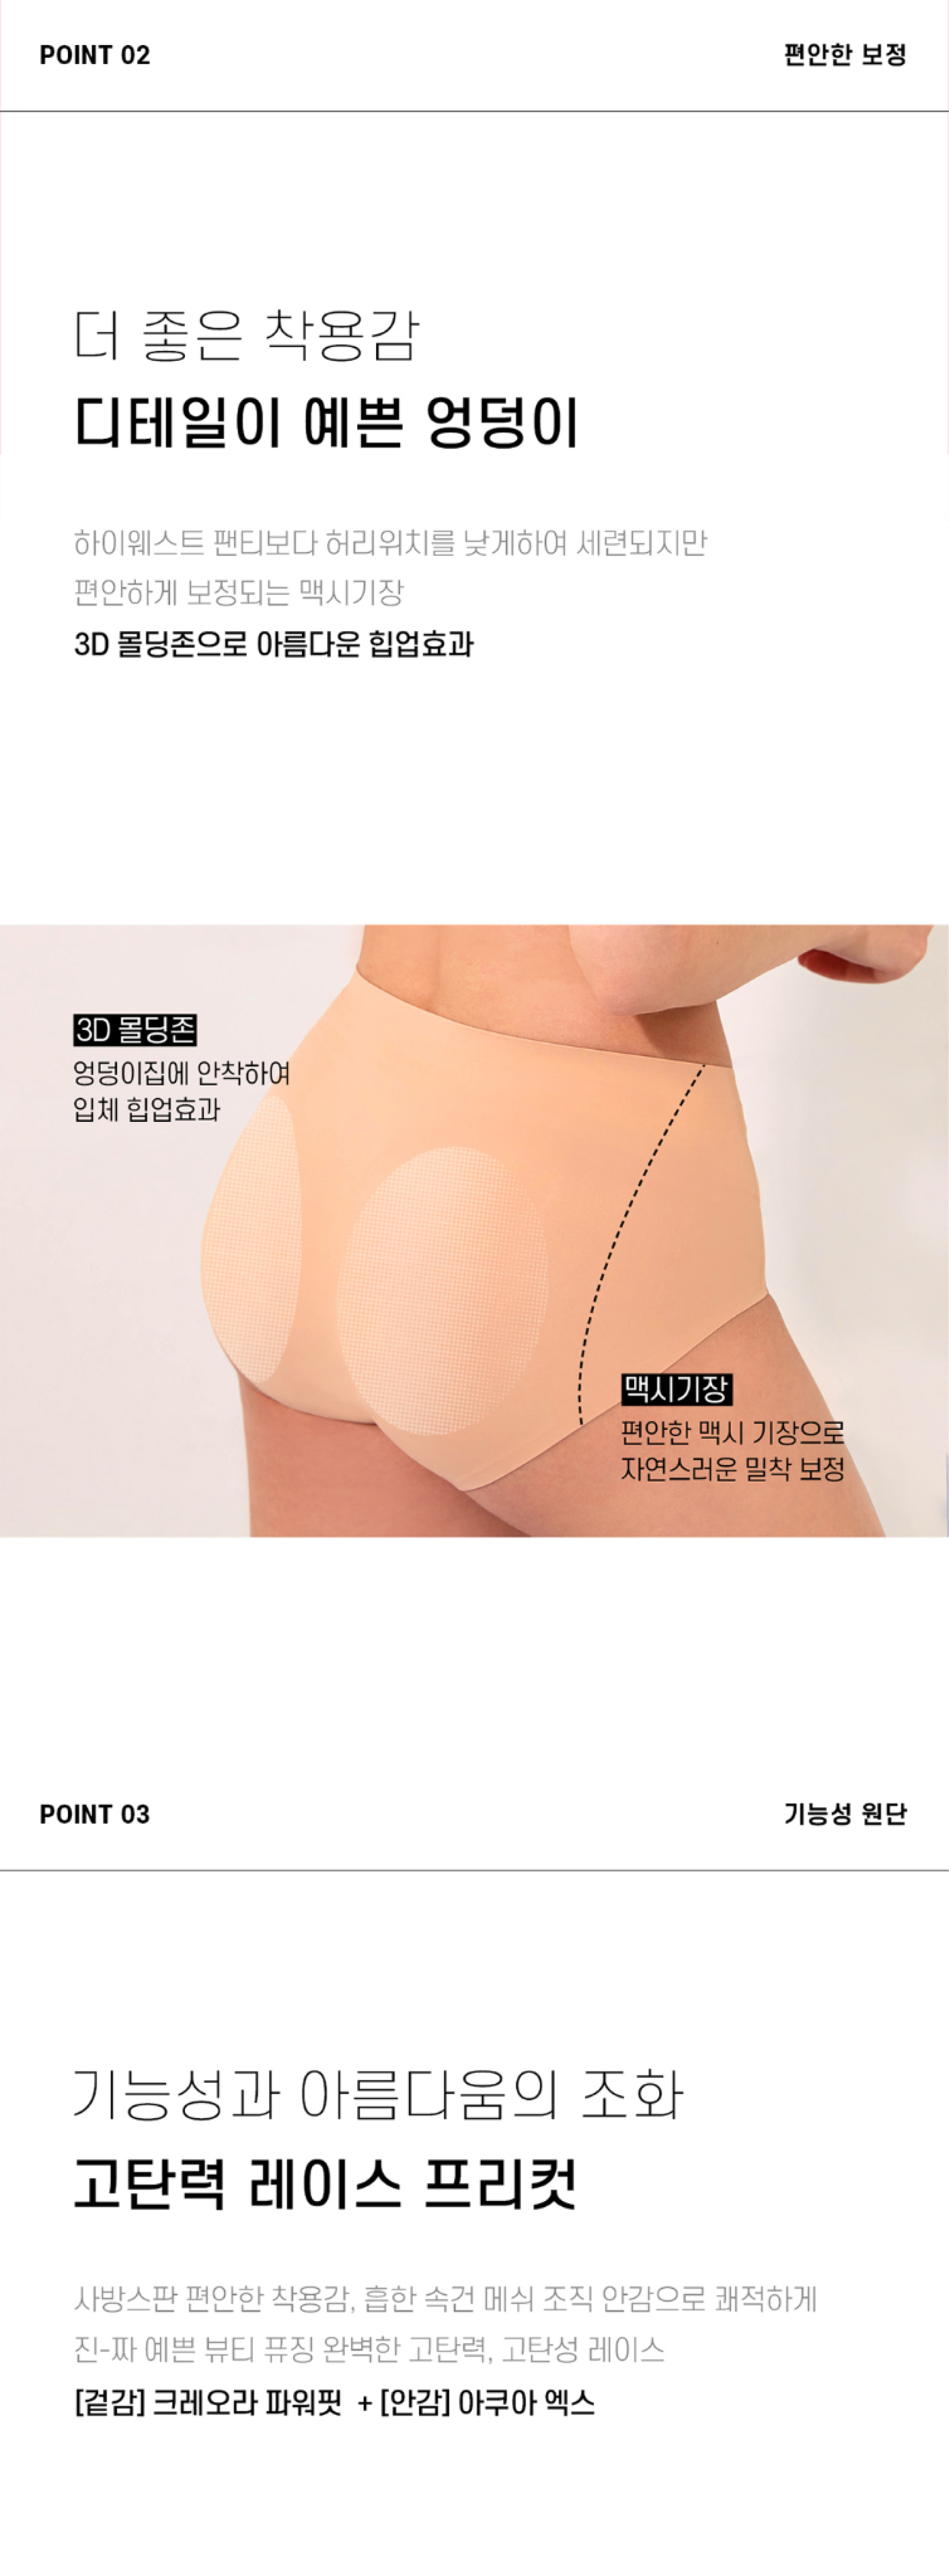 POINT 02
편안한 보정
더 좋은 착용감
디테일이 예쁜 엉덩이
하이웨스트 팬티보다 허리위치를 낮게하여 세련되지만
편안하게 보정되는 맥시기장
3D 몰딩존으로 아름다운 힙업효과
3D 몰딩존
엉덩이집에 안착하여
입체 힙업효과
맥시기장
편안한 맥시 기장으로
자연스러운 밀착 보정
POINT 03
기능성 원단
기능성과 아름다움의 조화
고탄력 레이스 프리컷
사방스판 편안한 착용감, 흡한 속건 메쉬 조직 안감으로 쾌적하게
진-짜 예쁜 뷰티 퓨징 완벽한 고탄력, 고탄성 레이스
[겉감] 크레오라 파워핏 + [안감] 아쿠아 엑스